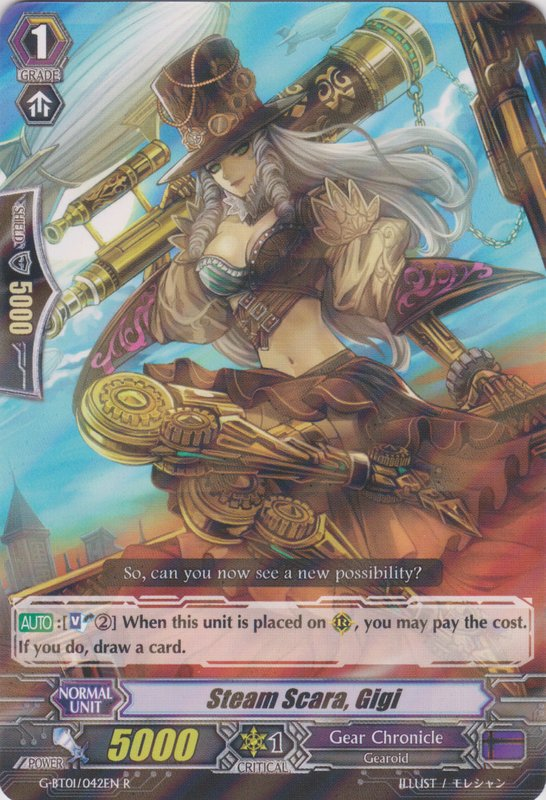 1
GRADE
SHIELD
5000
So, can you now see a new possibility?
AUTO:[V ②] When this unit is placed on , you may pay the cost.
If you do, draw a card.
NORMAL
UNIT
Steam Scara, Gigi
POWER
5000
1
CRITICAL
Gear Chronicle
Gearoid
G-BT01/042EN R
ILLUST / モレシャン